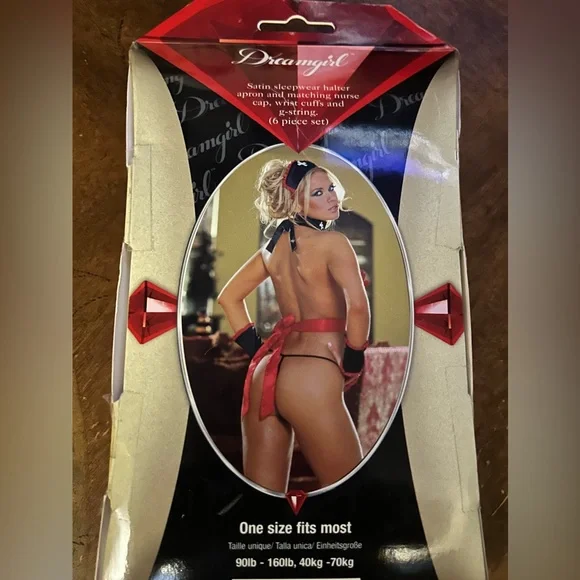 Dreamgirl™
Satin sleepwear halter
apron and matching nurse
cap, wrist cuffs and
g-string.
(6 piece set)
Dreamgirl
One size fits most
Taille unique/ Talla unica/ Einheitsgroße
90lb - 160lb, 40kg -70kg